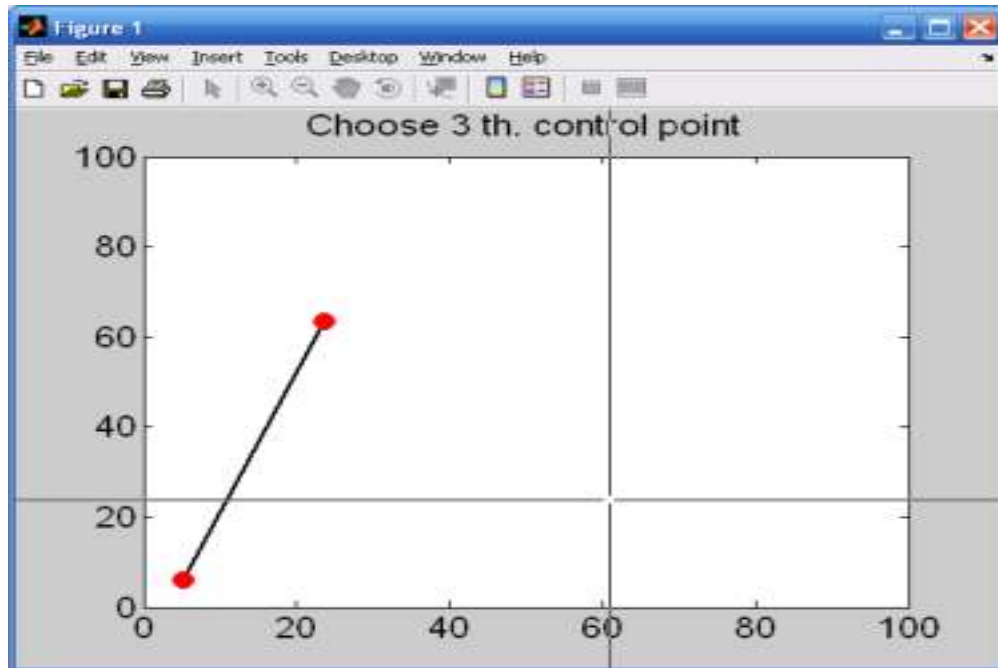 Figure 1
File Edit View Insert Tools Desktop Window Help
Choose 3 th. control point
100
80
60
40
20
0
0 20 40 60 80 100